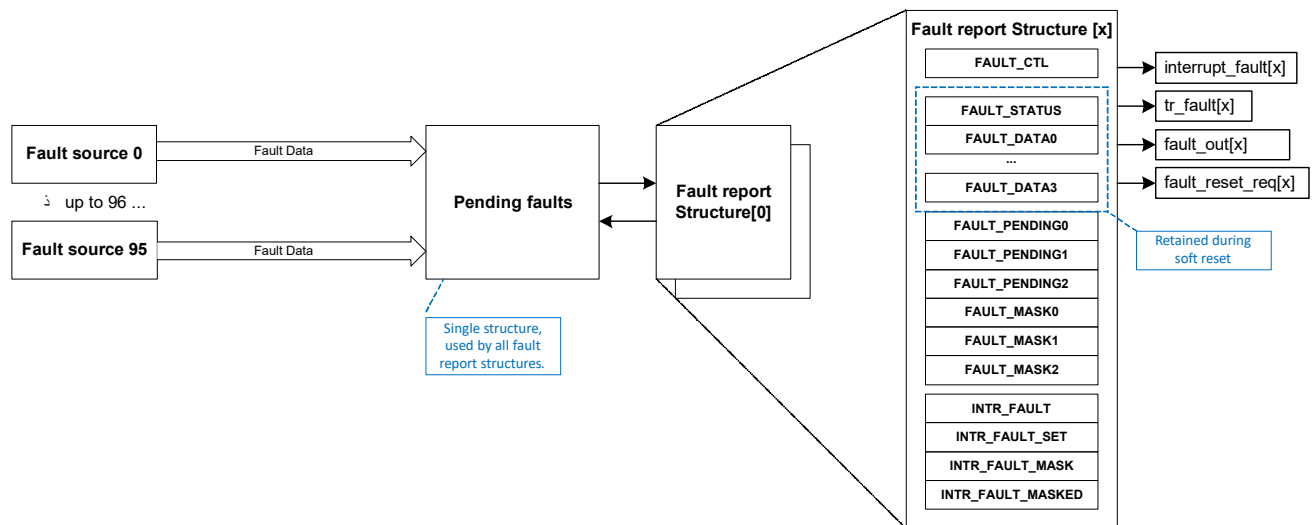 Fault source 0
Fault Data
ذ up to 96 ...
Fault source 95
Fault Data
Pending faults
Single structure,
used by all fault
report structures.
Fault report
Structure[0]
Fault report Structure [x]
FAULT_CTL
FAULT_STATUS
FAULT_DATA0
...
FAULT_DATA3
FAULT_PENDING0
FAULT_PENDING1
FAULT_PENDING2
FAULT_MASK0
FAULT_MASK1
FAULT_MASK2
INTR_FAULT
INTR_FAULT_SET
INTR_FAULT_MASK
INTR_FAULT_MASKED
interrupt_fault[x]
tr_fault[x]
fault_out[x]
fault_reset_req[x]
Retained during
soft reset